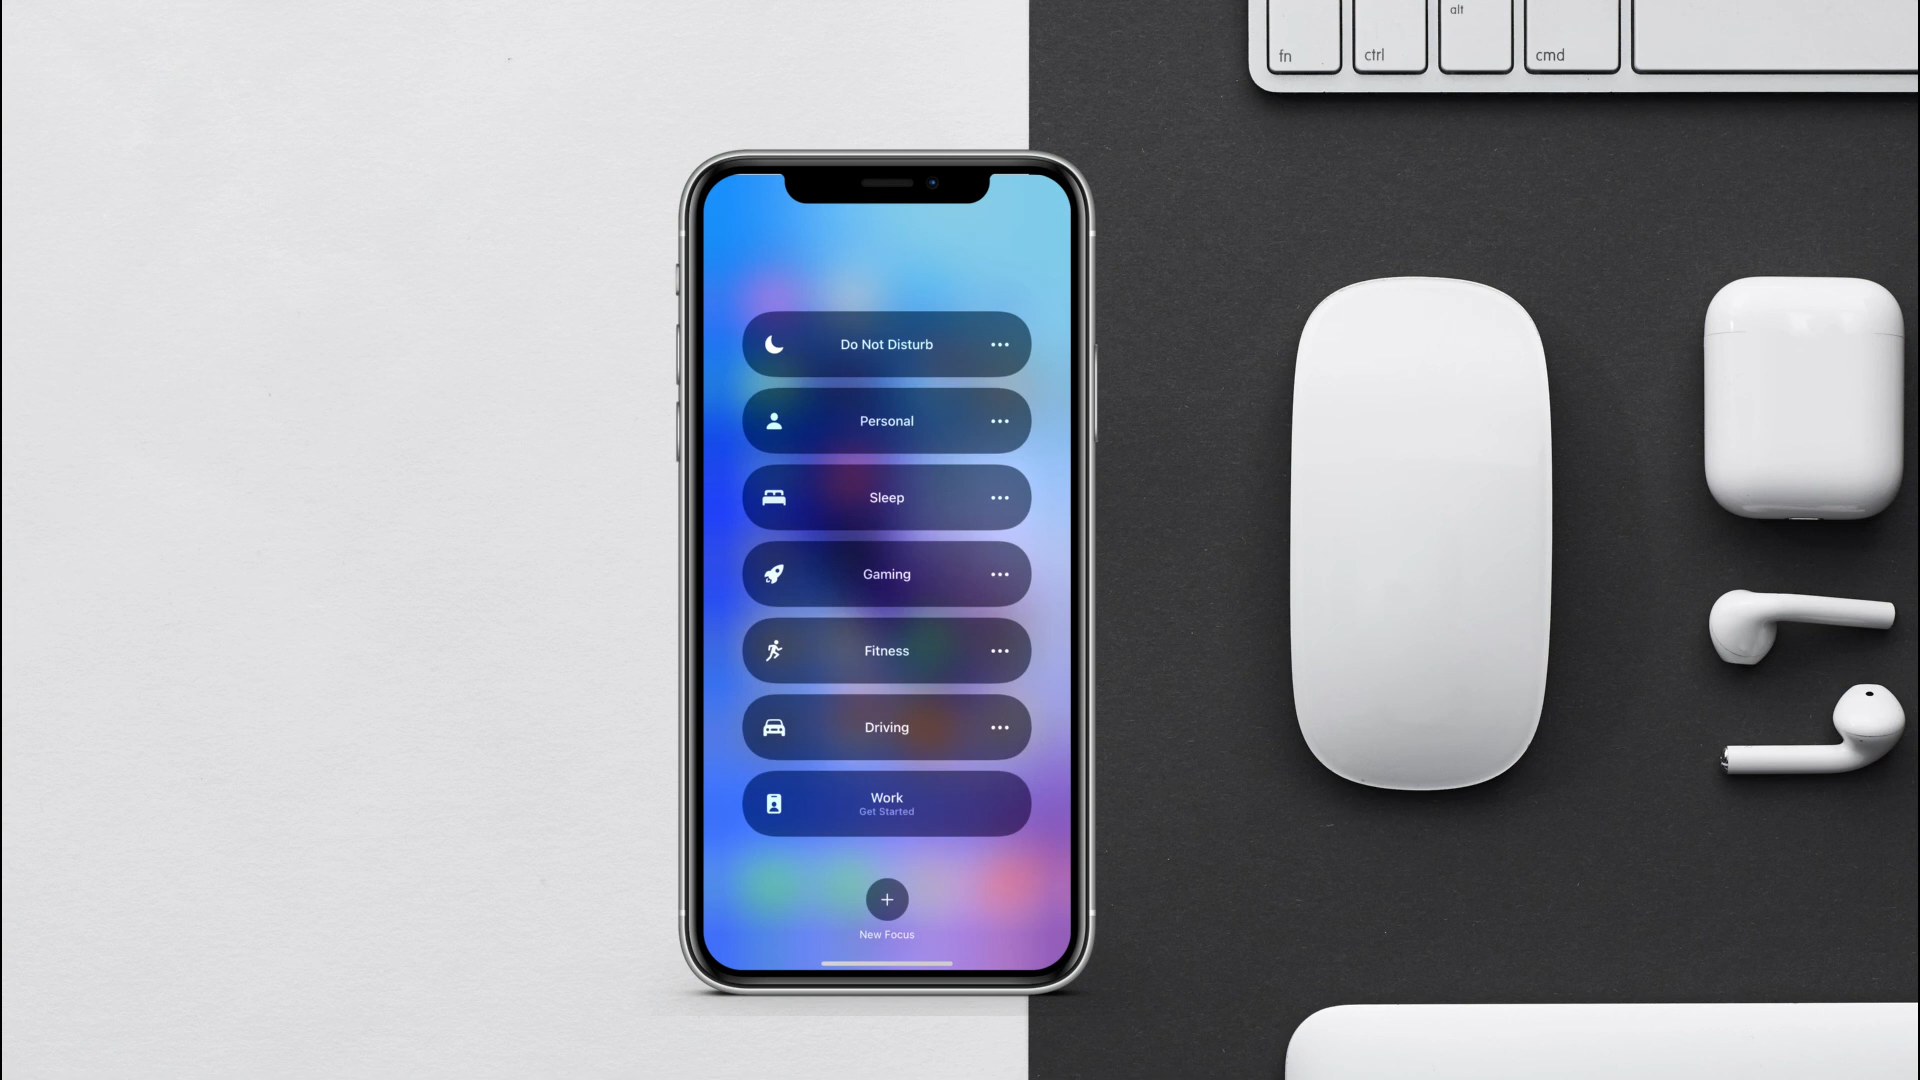 alt
fn
ctrl
cmd
Do Not Disturb
Personal
Sleep
Gaming
Fitness
Driving
Work
Get Started
New Focus